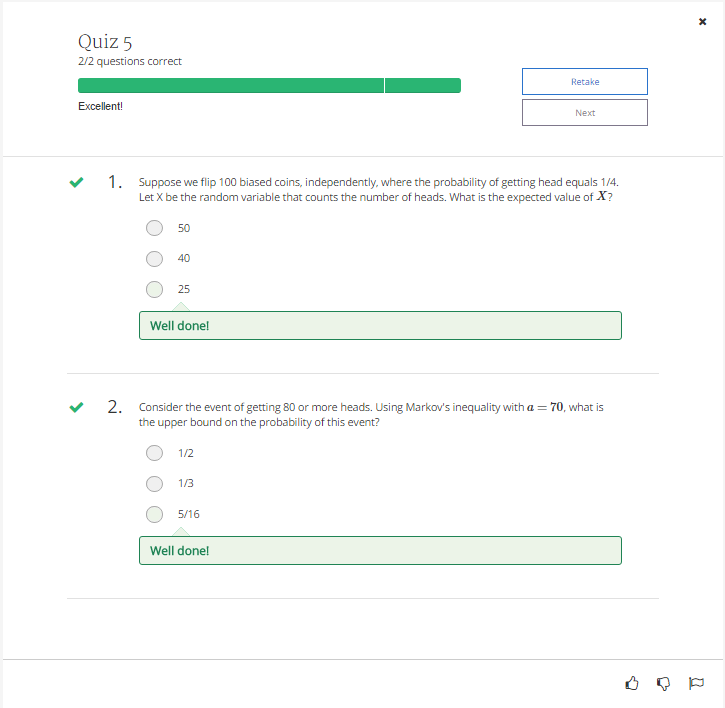 Quiz 5
2/2 questions correct
Excellent!
Retake
Next
1. Suppose we flip 100 biased coins, independently, where the probability of getting head equals 1/4.
Let X be the random variable that counts the number of heads. What is the expected value of X?
50
40
25
Well done!
2. Consider the event of getting 80 or more heads. Using Markov's inequality with a = 70, what is
the upper bound on the probability of this event?
1/2
1/3
5/16
Well done!